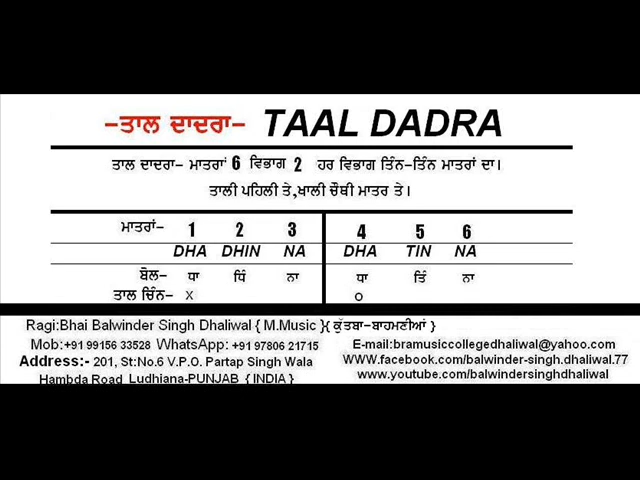 -ਤਾਲ ਦਾਦਰਾ- TAAL DADRA
ਤਾਲ ਦਾਦਰਾ- ਮਾਤਰਾਂ 6 ਵਿਭਾਗ 2 ਹਰ ਵਿਭਾਗ ਤਿੰਨ-ਤਿੰਨ ਮਾਤਰਾਂ ਦਾ।
ਤਾਲੀ ਪਹਿਲੀ ਤੇ,ਖਾਲੀ ਚੌਥੀ ਮਾਤਰ ਤੇ।
ਮਾਤਰਾਂ- 1 2 3 4 5 6
DHA DHIN NA DHA TIN NA
ਬੋਲ- ਧਾ ਧਿੰ ਨਾ ਧਾ ਤਿੰ ਨਾ
ਤਾਲ ਚਿੰਨ- X O
Ragi:Bhai Balwinder Singh Dhaliwal { M.Music }{ ਕੁੱਤਬਾ-ਬਾਹਮਣੀਆਂ }
Mob:+91 99156 33528 WhatsApp: +91 97806 21715 E-mail:bramusiccollegedhaliwal@yahoo.com
Address:- 201, St:No.6 V.P.O. Partap Singh Wala www.facebook.com/balwinder-singh.dhaliwal.77
Hambda Road Ludhiana-PUNJAB { INDIA } www.youtube.com/balwindersinghdhaliwal